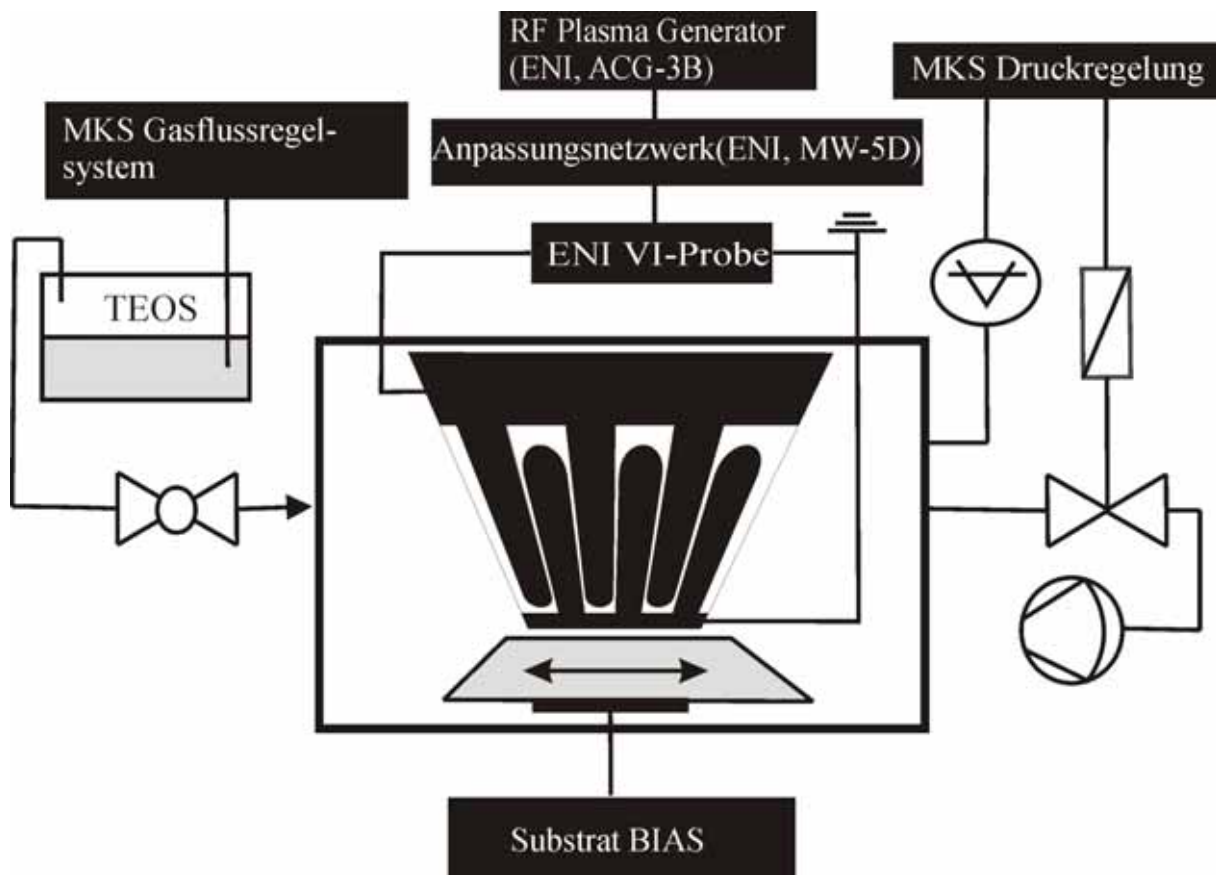 RF Plasma Generator
(ENI, ACG-3B)
MKS Druckregelung
MKS Gasflussregel-
system
Anpassungsnetzwerk(ENI, MW-5D)
ENI VI-Probe
TEOS
Substrat BIAS